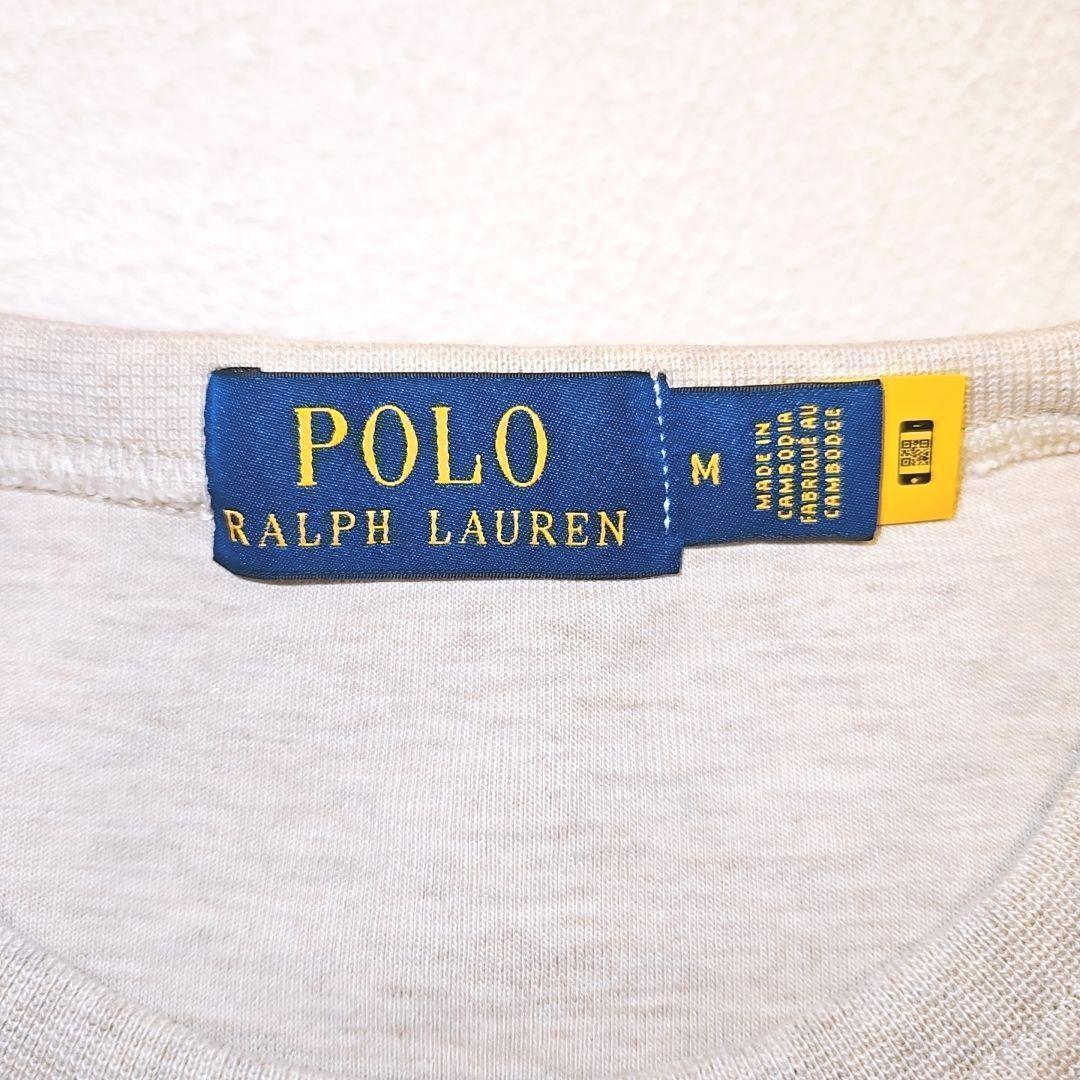 POLO
RALPH LAUREN
M
MADE IN
CAMBODIA
FABRIQUÉ AU
CAMBODGE